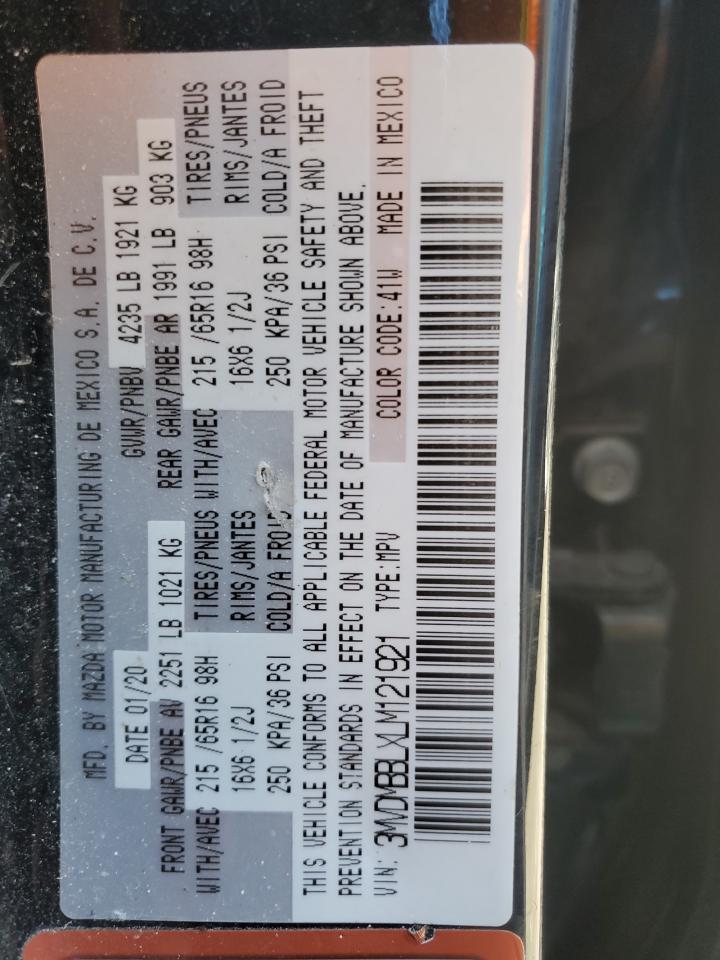 MFD. BY MAZDA MOTOR MANUFACTURING DE MEXICO S.A. DE C.V.
DATE 01/20 GVWR/PNBV 4235 LB 1921 KG
FRONT GAWR/PNBE AV 2251 LB 1021 KG REAR GAWR/PNBE AR 1991 LB 903 KG
WITH/AVEC 215 /65R16 98H TIRES/PNEUS WITH/AVEC 215 /65R16 98H TIRES/PNEUS
16X6 1/2J RIMS/JANTES 16X6 1/2J RIMS/JANTES
250 KPA/36 PSI COLD/A FROID 250 KPA/36 PSI COLD/A FROID
THIS VEHICLE CONFORMS TO ALL APPLICABLE FEDERAL MOTOR VEHICLE SAFETY AND THEFT
PREVENTION STANDARDS IN EFFECT ON THE DATE OF MANUFACTURE SHOWN ABOVE.
VIN: 3MVDMBBLXLM121921 TYPE:MPV COLOR CODE:41W MADE IN MEXICO